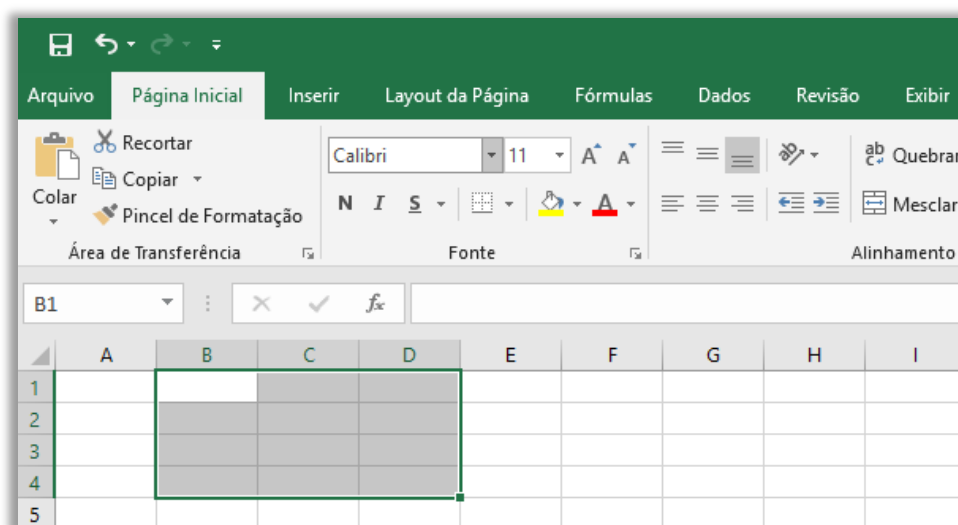 Arquivo Página Inicial Inserir Layout da Página Fórmulas Dados Revisão Exibir
Colar
Recortar
Copiar
Pincel de Formatação
Área de Transferência
Calibri 11 A A
N I S A
Fonte
ab
c
Quebrar
Mesclar
Alinhamento
B1 fx
A B C D E F G H I
1
2
3
4
5